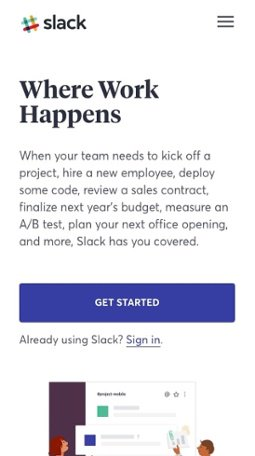 slack
Where Work
Happens
When your team needs to kick off a
project, hire a new employee, deploy
some code, review a sales contract,
finalize next year's budget, measure an
A/B test, plan your next office opening,
and more, Slack has you covered.
GET STARTED
Already using Slack? Sign in.
#project-mobile